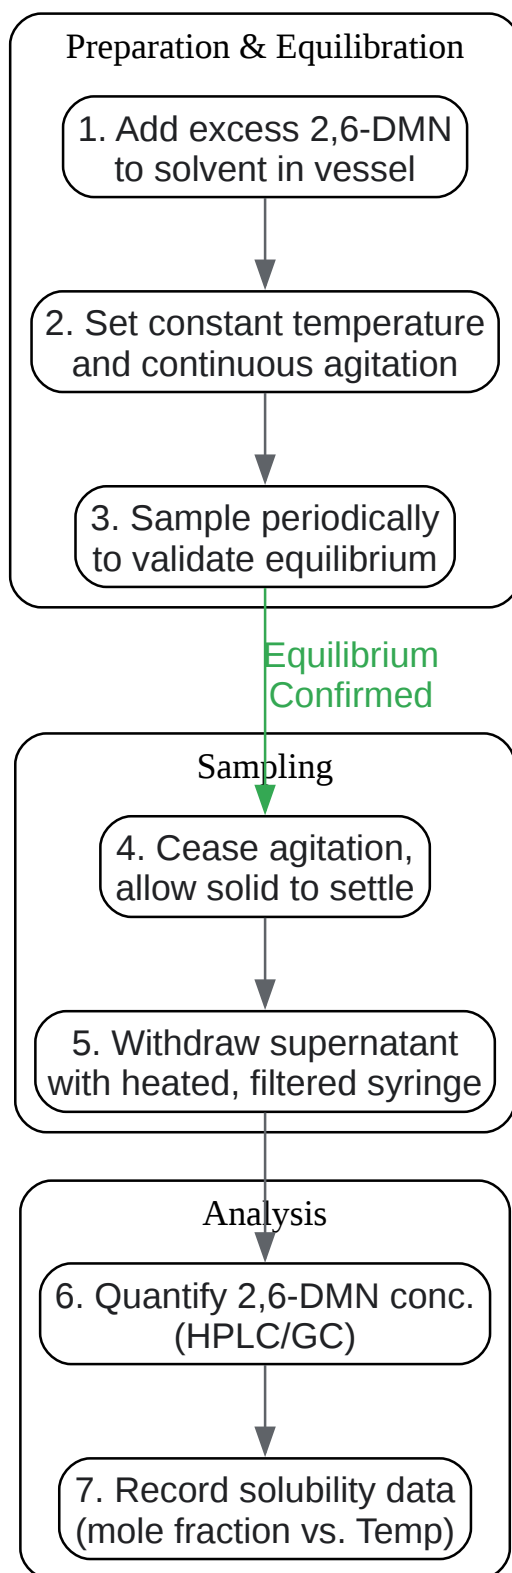 Preparation & Equilibration
1. Add excess 2,6-DMN
to solvent in vessel
2. Set constant temperature
and continuous agitation
3. Sample periodically
to validate equilibrium
Equilibrium
Confirmed
Sampling
4. Cease agitation,
allow solid to settle
5. Withdraw supernatant
with heated, filtered syringe
Analysis
6. Quantify 2,6-DMN conc.
(HPLC/GC)
7. Record solubility data
(mole fraction vs. Temp)